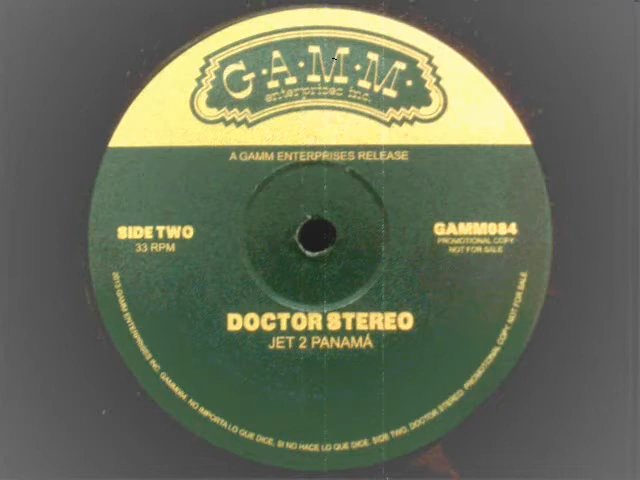 G·A·M·M·
enterprises inc.
A GAMM ENTERPRISES RELEASE
SIDE TWO
33 RPM
GAMM084
PROMOTIONAL COPY
NOT FOR SALE
DOCTOR STEREO
JET 2 PANAMÁ
2013 GAMM ENTERPRISES INC. GAMM084. NO IMPORTA LO QUE DICE, SI NO HACE LO QUE DICE. SIDE TWO. DOCTOR STEREO. PROMOTIONAL COPY. NOT FOR SALE